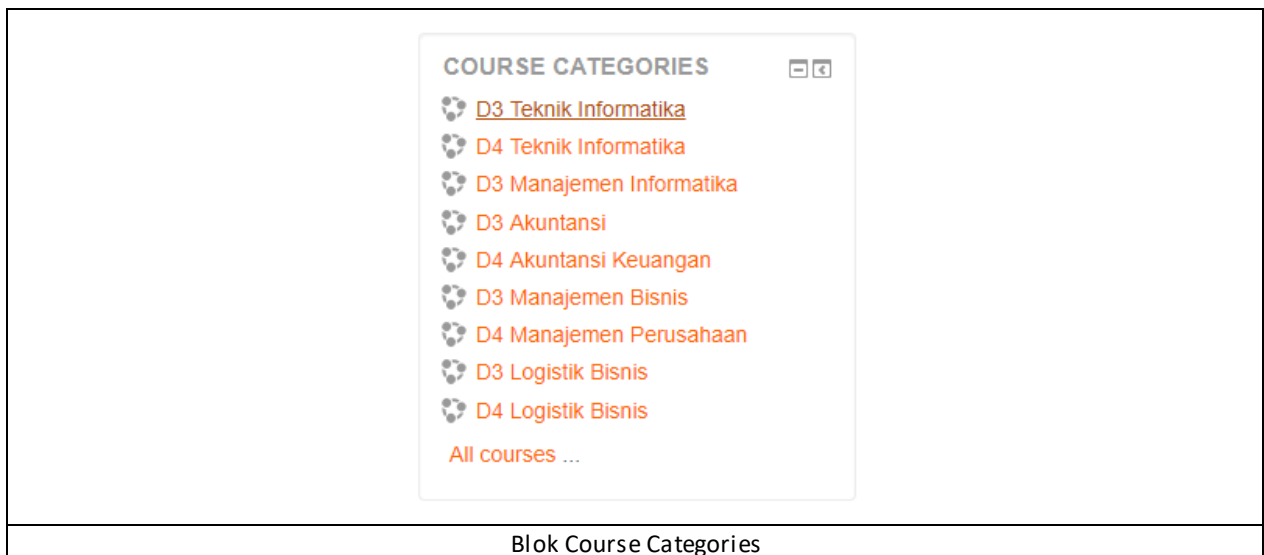 COURSE CATEGORIES
D3 Teknik Informatika
D4 Teknik Informatika
D3 Manajemen Informatika
D3 Akuntansi
D4 Akuntansi Keuangan
D3 Manajemen Bisnis
D4 Manajemen Perusahaan
D3 Logistik Bisnis
D4 Logistik Bisnis
All courses ...
Blok Course Categories